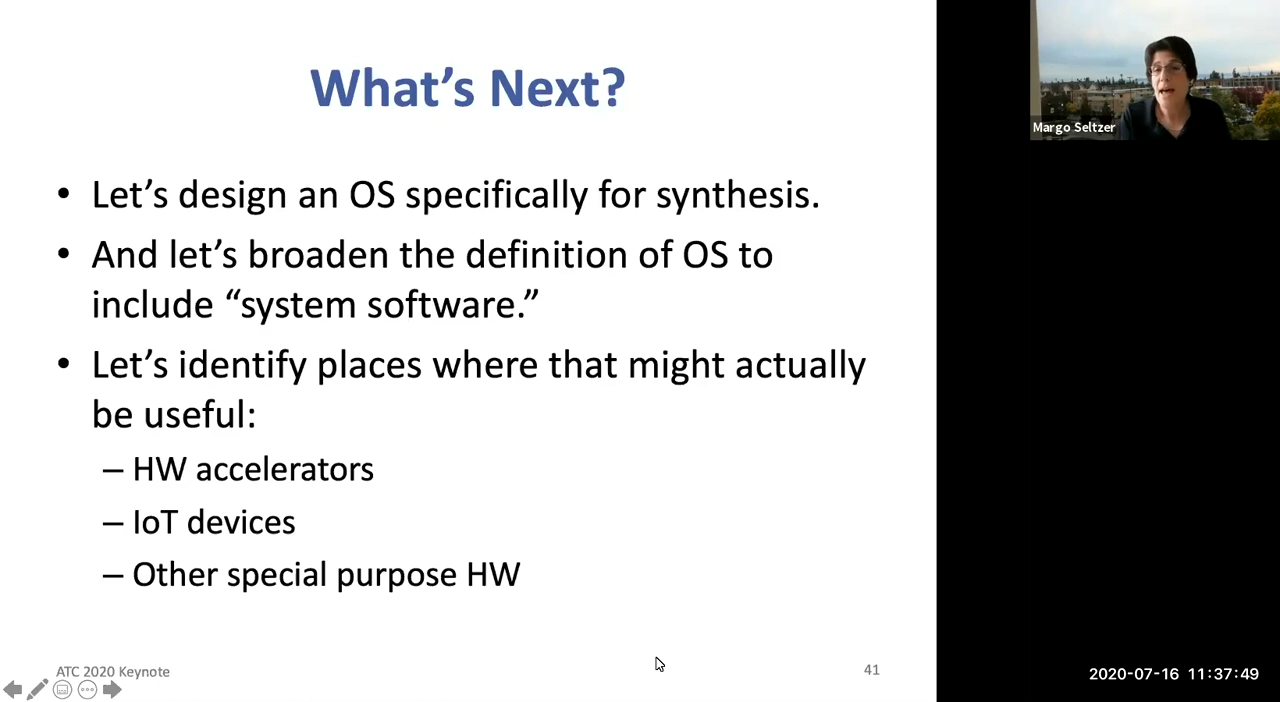 What's Next?
• Let's design an OS specifically for synthesis.
• And let's broaden the definition of OS to
include “system software.”
• Let's identify places where that might actually
be useful:
– HW accelerators
– IoT devices
– Other special purpose HW
ATC 2020 Keynote
41
Margo Seltzer
2020-07-16 11:37:49